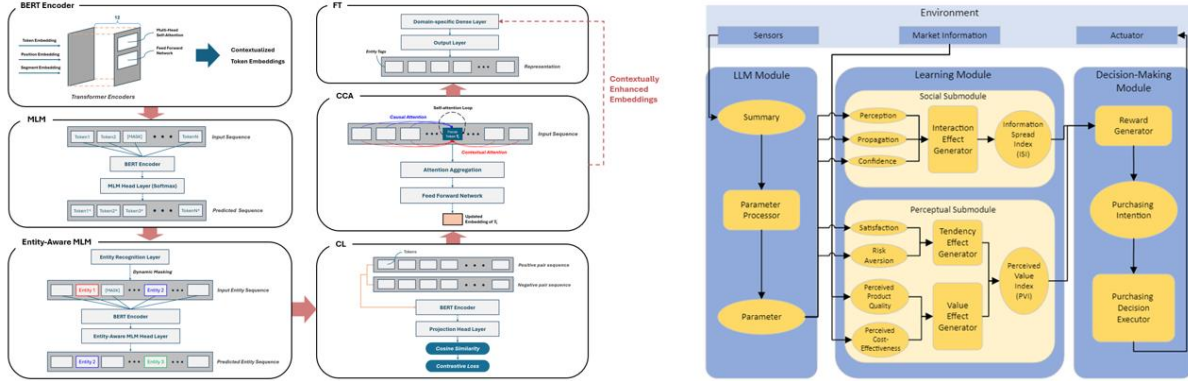 BERT Encoder
12
Token Embedding
Position Embedding
Segment Embedding
Multi-Head
Self-Attention
Feed Forward
Network
Contextualized
Token Embeddings
Transformer Encoders
MLM
Token1
Token2
[MASK]
TokenN
Input Sequence
BERT Encoder
MLM Head Layer (Softmax)
Token1*
Token2*
Token3*
TokenN*
Predicted Sequence
Entity-Aware MLM
Entity Recognition Layer
Dynamic Masking
Entity 1
[MASK]
Entity 2
Input Entity Sequence
BERT Encoder
Entity-Aware MLM Head Layer
Entity 2
Entity 3
Predicted Entity Sequence
FT
Domain-specific Dense Layer
Output Layer
Entity Tags
Representation
Contextually
Enhanced
Embeddings
CCA
Self-attention Loop
Causal Attention
Focus
Input Sequence
Contextual Attention
Attention Aggregation
Feed Forward Network
Updated
CL
Tokens
Positive pair sequence
Negative pair sequence
BERT Encoder
Projection Head Layer
Cosine Similarity
Contrastive Loss
Environment
Sensors
Market Information
Actuator
LLM Module
Summary
Parameter
Processor
Parameter
Learning Module
Social Submodule
Perception
Propagation
Confidence
Interaction
Effect
Generator
Information
Spread
Index
(ISI)
Perceptual Submodule
Satisfaction
Risk
Aversion
Tendency
Effect
Generator
Perceived
Product
Quality
Perceived
Cost-
Effectiveness
Value
Effect
Generator
Perceived
Value
Index
(PVI)
Decision-Making
Module
Reward
Generator
Purchasing
Intention
Purchasing
Decision
Executor